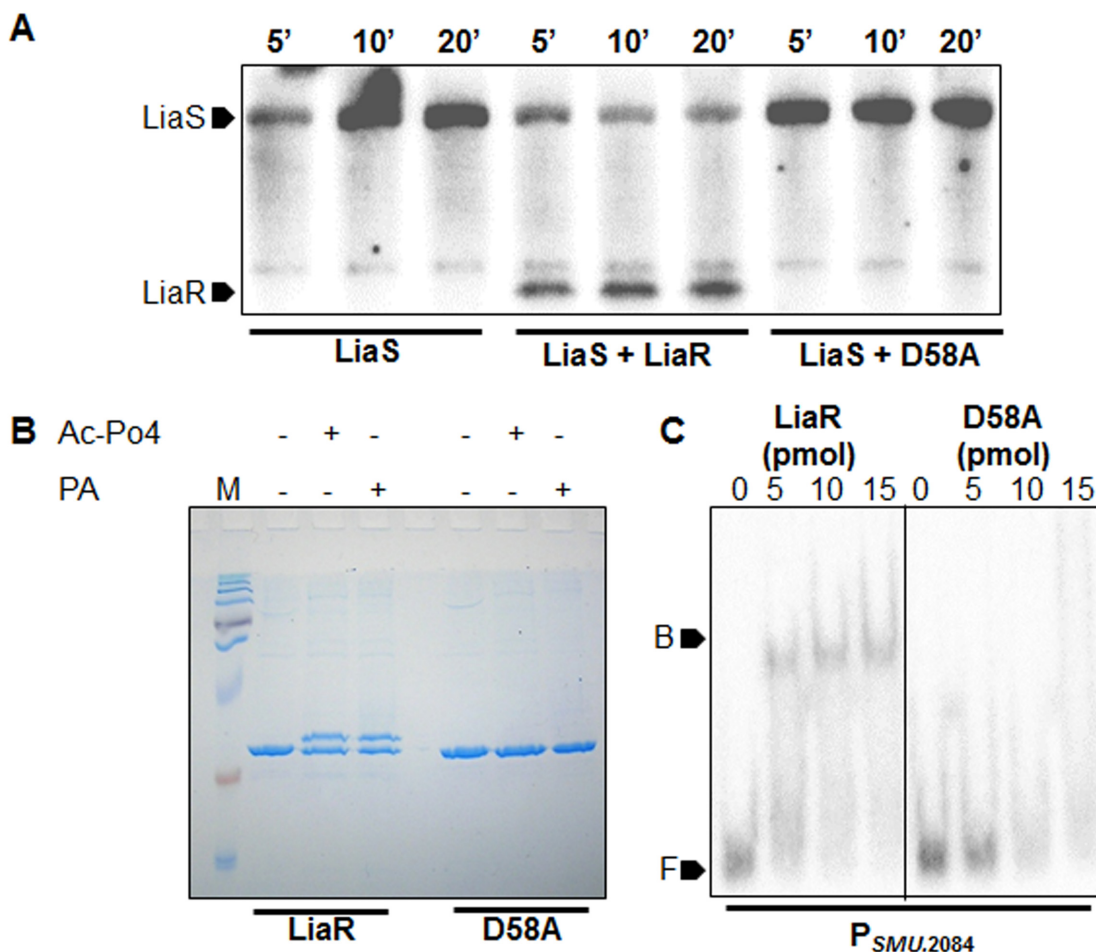 A
5' 10' 20' 5' 10' 20' 5' 10' 20'
LiaS
LiaR
LiaS LiaS + LiaR LiaS + D58A
B
Ac-Po4 - + - - + -
PA M - - + - - +
LiaR D58A
C
LiaR D58A
(pmol) (pmol)
0 5 10 15 0 5 10 15
B
F
PSMU.2084